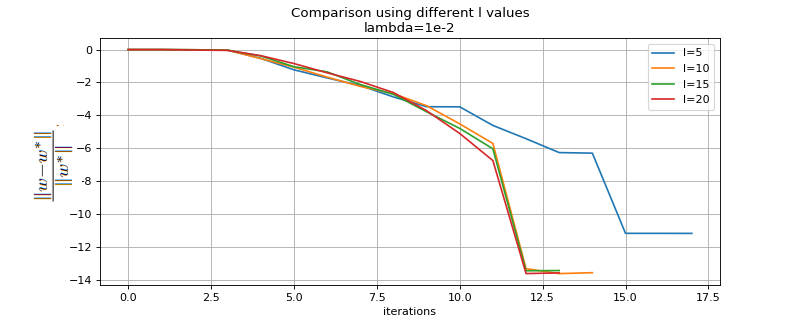 Comparison using different l values
lambda=1e-2
||w−w*||
||w*||
0
−2
−4
−6
−8
−10
−12
−14
l=5
l=10
l=15
l=20
0.0 2.5 5.0 7.5 10.0 12.5 15.0 17.5
iterations